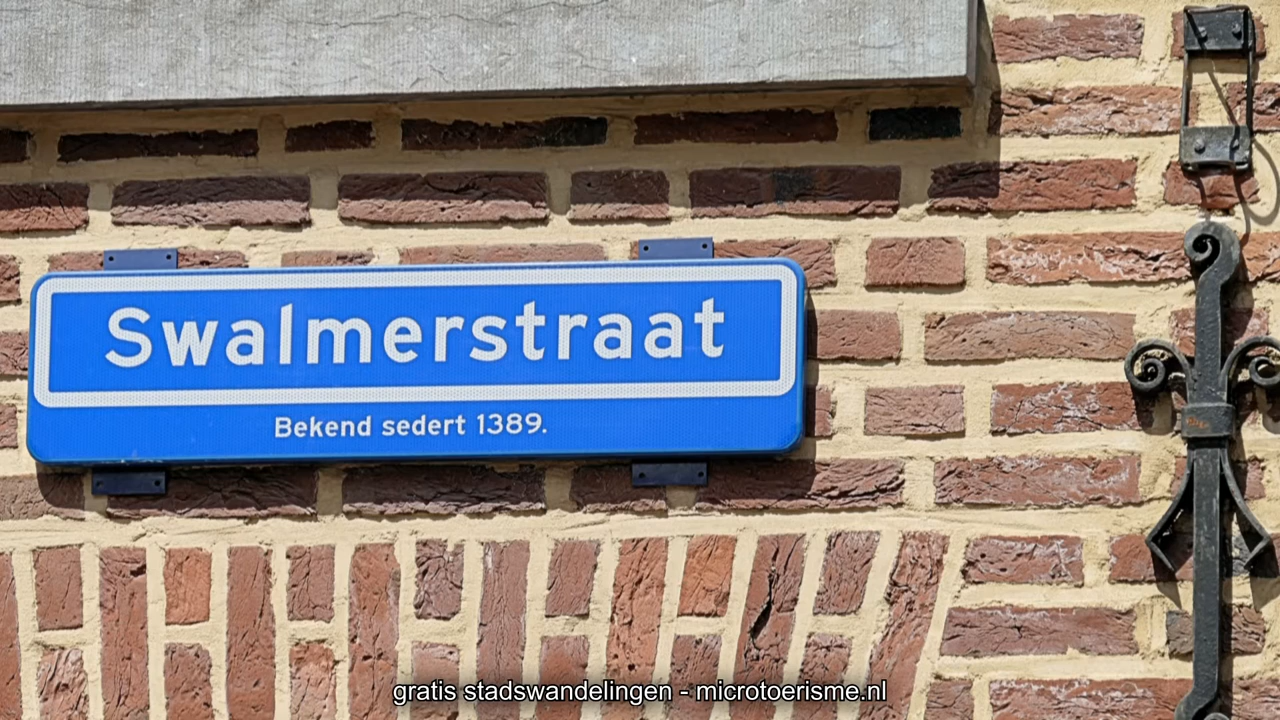 Swalmerstraat
Bekend sedert 1389.
gratis stadswandelingen - microtoerisme.nl